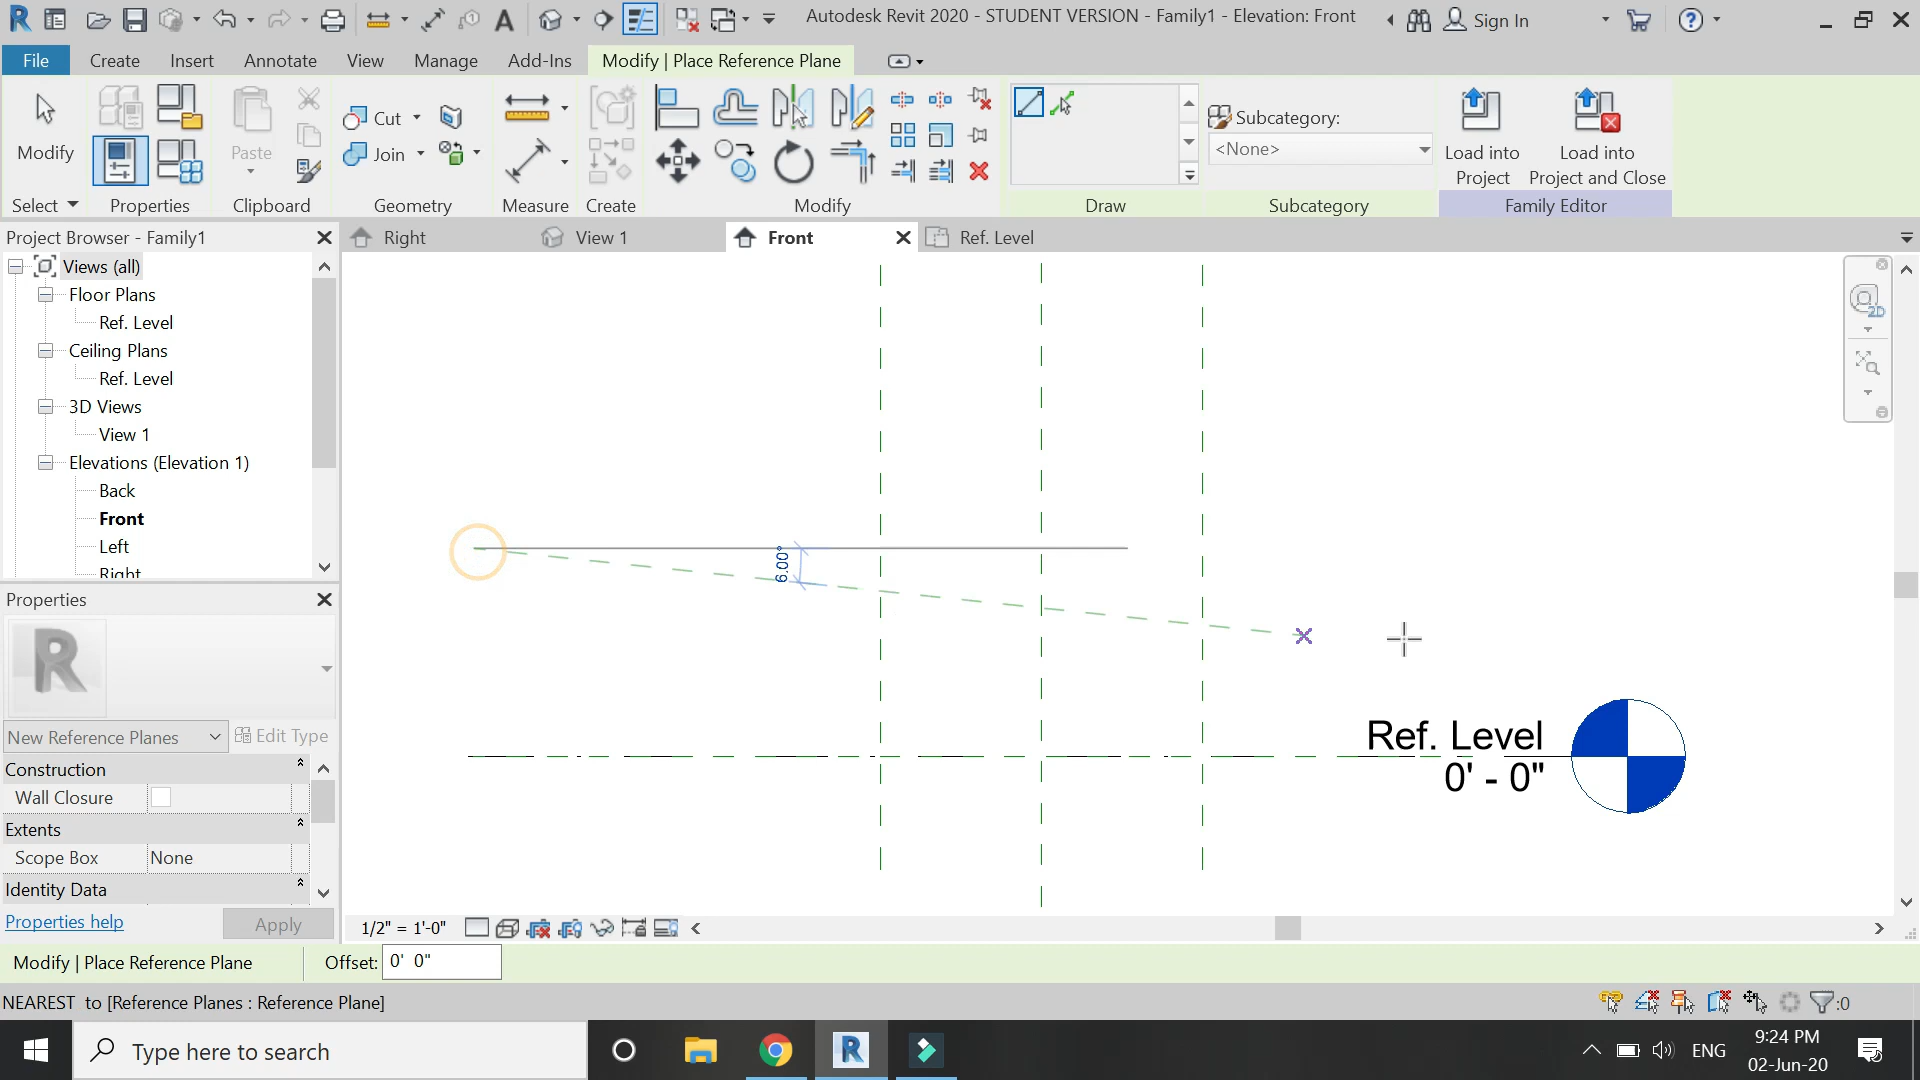 Autodesk Revit 2020 - STUDENT VERSION - Family1 - Elevation: Front
Sign In
File Create Insert Annotate View Manage Add-Ins Modify | Place Reference Plane
Modify
Paste
Cut
Join
Subcategory:
<None>
Load into
Project
Load into
Project and Close
Select Properties Clipboard Geometry Measure Create Modify Draw Subcategory Family Editor
Project Browser - Family1
Right View 1 Front Ref. Level
Views (all)
Floor Plans
Ref. Level
Ceiling Plans
Ref. Level
3D Views
View 1
Elevations (Elevation 1)
Back
Front
Left
Right
6.00°
Ref. Level
0' - 0"
2D
Properties
R
New Reference Planes
Edit Type
Construction
Wall Closure
Extents
Scope Box None
Identity Data
Properties help
Apply
1/2" = 1'-0"
Modify | Place Reference Plane
Offset: 0' 0"
NEAREST to [Reference Planes : Reference Plane]
:0
Type here to search
ENG
9:24 PM
02-Jun-20